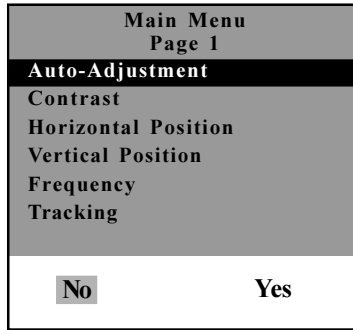 Main Menu
Page 1
Auto-Adjustment
Contrast
Horizontal Position
Vertical Position
Frequency
Tracking
No Yes